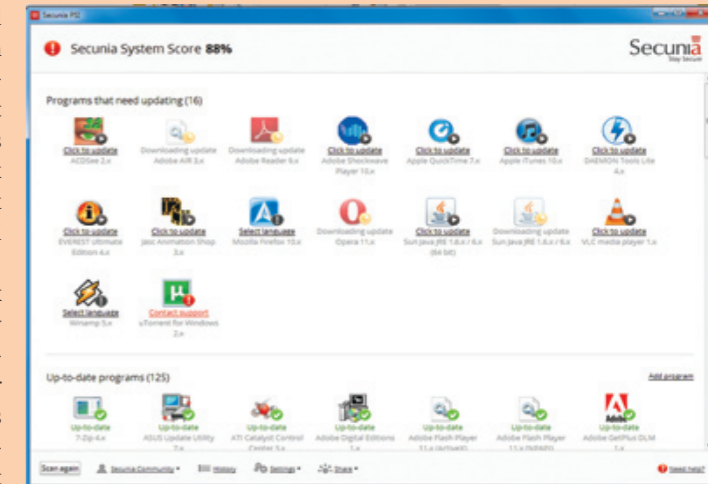 Secunia PSI
Secunia System Score 88%
Secunia
Stay Secure
Programs that need updating (16)
Click to update Downloading update Downloading update Click to update Click to update Click to update Click to update
ACDSee 2.x Adobe AIR 3.x Adobe Reader 9.x Adobe Shockwave Apple QuickTime 7.x Apple iTunes 10.x DAEMON Tools Lite
Player 10.x 4.x
Click to update Click to update Select language Downloading update Click to update Downloading update Click to update
EVEREST Ultimate Jasc Animation Shop Mozilla Firefox 10.x Opera 11.x Sun Java JRE 1.6.x / 6.x Sun Java JRE 1.6.x / 6.x VLC media player 1.x
Edition 4.x 3.x (64 bit)
Select language Contact support
Winamp 5.x uTorrent for Windows
2.x
Up-to-date programs (125) Add program
Up-to-date Up-to-date Up-to-date Up-to-date Up-to-date Up-to-date Up-to-date
7-Zip 4.x ASUS Update Utility ATI Catalyst Control Adobe Digital Editions Adobe Flash Player Adobe Flash Player Adobe GetPlus DLM
7.x Center 3.x 1.x 11.x (ActiveX) 11.x (NPAPI) 1.x
Scan again Secunia Community History Settings Share Need help?